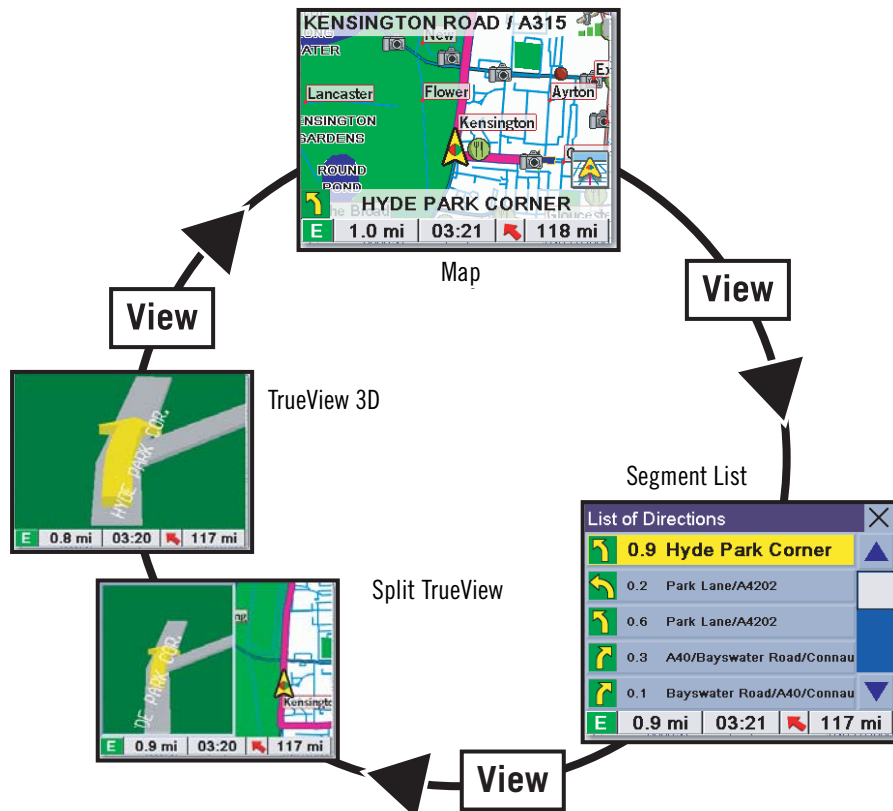 KENSINGTON ROAD / A315
WATER
New
Lancaster
Flower
Ayrton
Kensington
GARDENS
ROUND
POND
HYDE PARK CORNER
E 1.0 mi 03:21 118 mi
Map
View
View
TrueView 3D
HYDE PARK COR.
E 0.8 mi 03:20 117 mi
Segment List
List of Directions
0.9 Hyde Park Corner
0.2 Park Lane/A4202
0.6 Park Lane/A4202
0.3 A40/Bayswater Road/Connau
0.1 Bayswater Road/A40/Connau
E 0.9 mi 03:21 117 mi
Split TrueView
DE PARK COR.
Kensingto
E 0.9 mi 03:20 117 mi
View